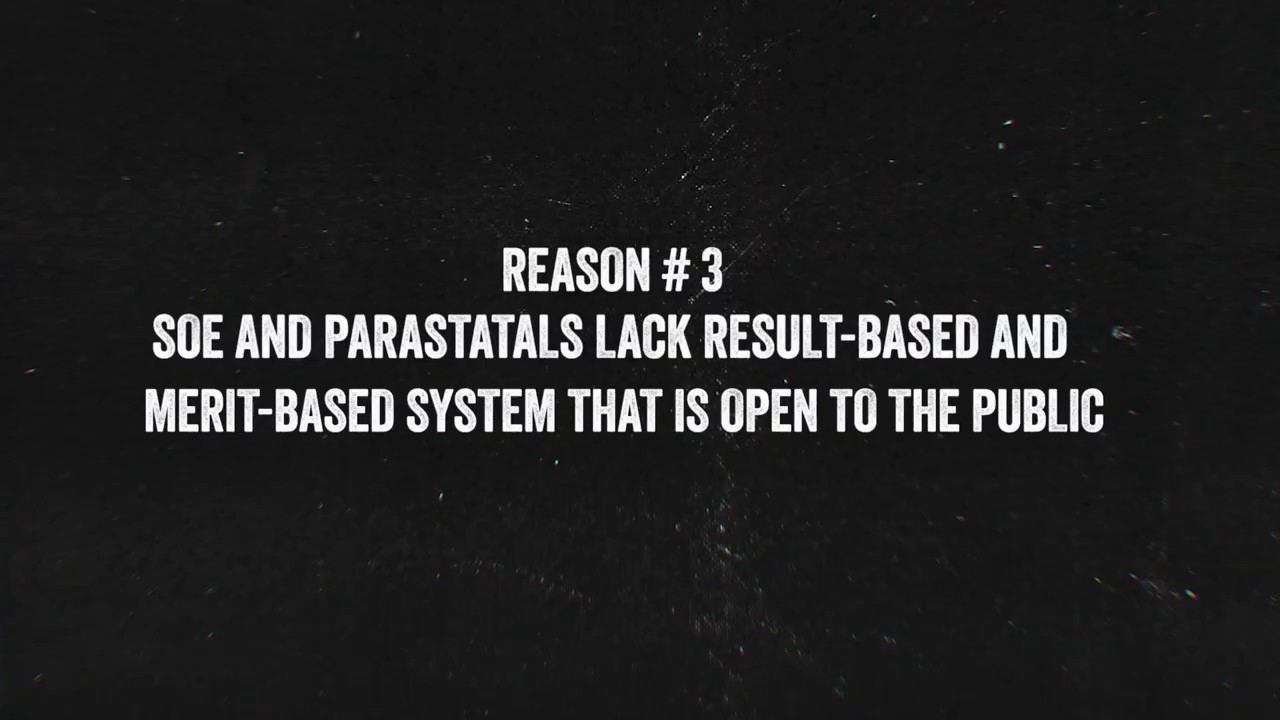 REASON # 3
SOE AND PARASTATALS LACK RESULT-BASED AND
MERIT-BASED SYSTEM THAT IS OPEN TO THE PUBLIC